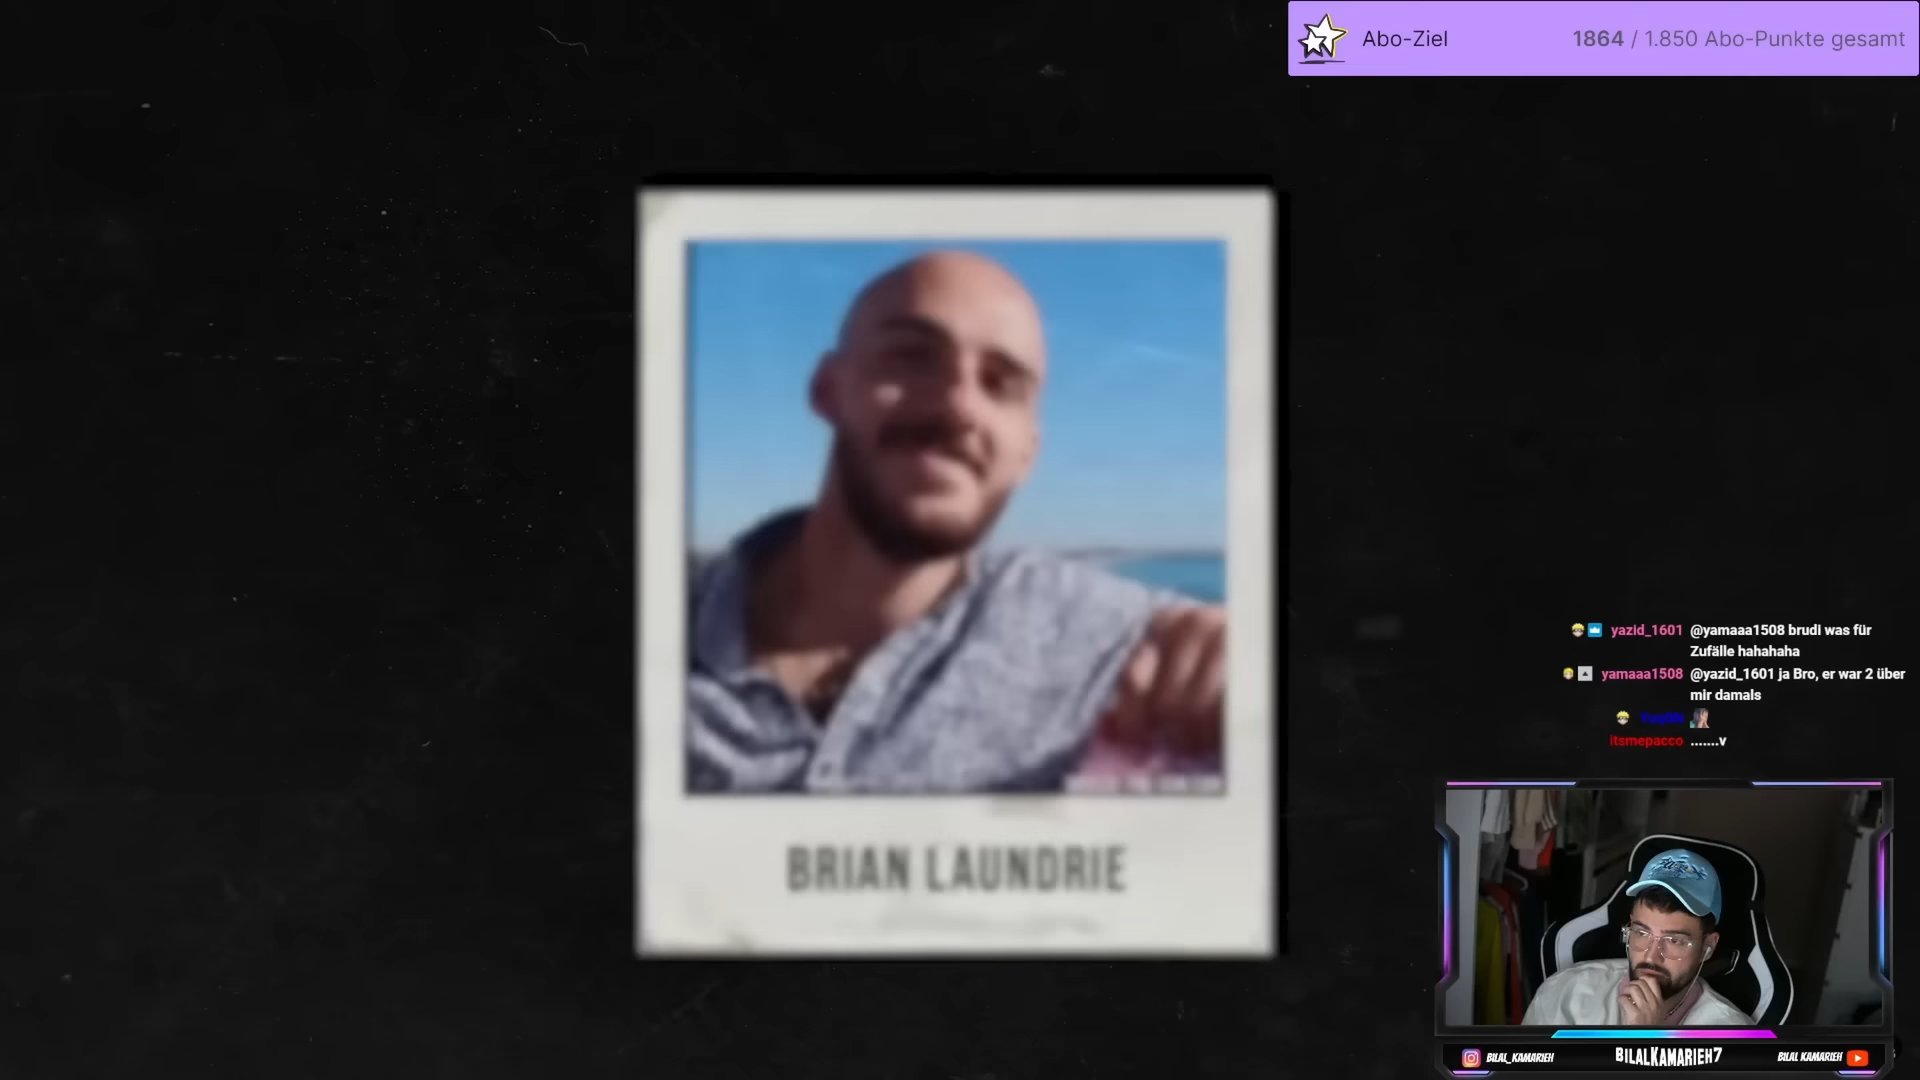 Abo-Ziel 1864 / 1.850 Abo-Punkte gesamt
BRIAN LAUNDRIE
yazid_1601 @yamaaa1508 brudi was für
Zufälle hahahaha
yamaaa1508 @yazid_1601 ja Bro, er war 2 über
mir damals
itsmepacco .......v
BILAL_KAMARIEH BILALKAMARIEH7 BILAL KAMARIEH